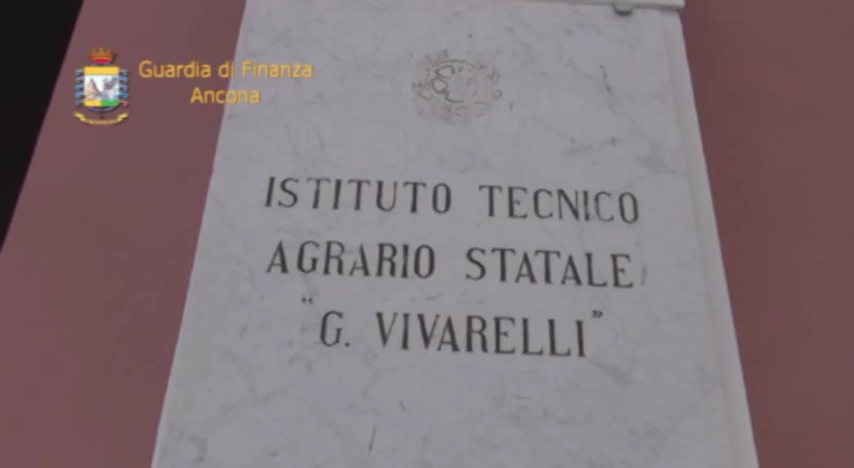 Guardia di Finanza
Ancona
ISTITUTO TECNICO
AGRARIO STATALE
"G. VIVARELLI"